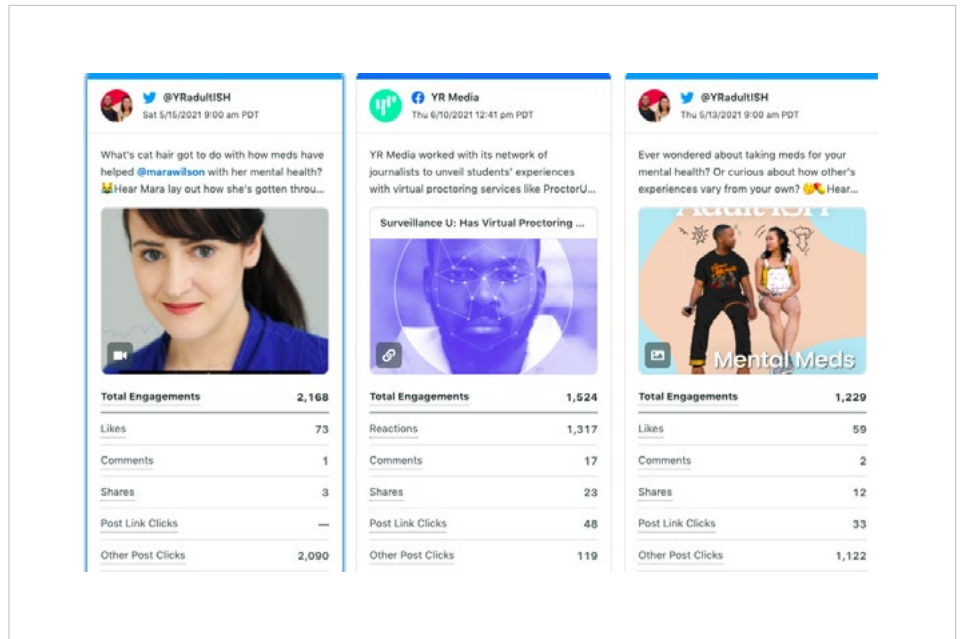 @YRadultISH
Sat 5/15/2021 9:00 am PDT
What's cat hair got to do with how meds have
helped @marawilson with her mental health?
😹Hear Mara lay out how she's gotten throu...
Total Engagements 2,168
Likes 73
Comments 1
Shares 3
Post Link Clicks —
Other Post Clicks 2,090
YR Media
Thu 6/10/2021 12:41 pm PDT
YR Media worked with its network of
journalists to unveil students' experiences
with virtual proctoring services like ProctorU...
Surveillance U: Has Virtual Proctoring ...
Total Engagements 1,524
Reactions 1,317
Comments 17
Shares 23
Post Link Clicks 48
Other Post Clicks 119
@YRadultISH
Thu 5/13/2021 9:00 am PDT
Ever wondered about taking meds for your
mental health? Or curious about how other's
experiences vary from your own? Hear...
Adult ISH
Mental Meds
Total Engagements 1,229
Likes 59
Comments 2
Shares 12
Post Link Clicks 33
Other Post Clicks 1,122